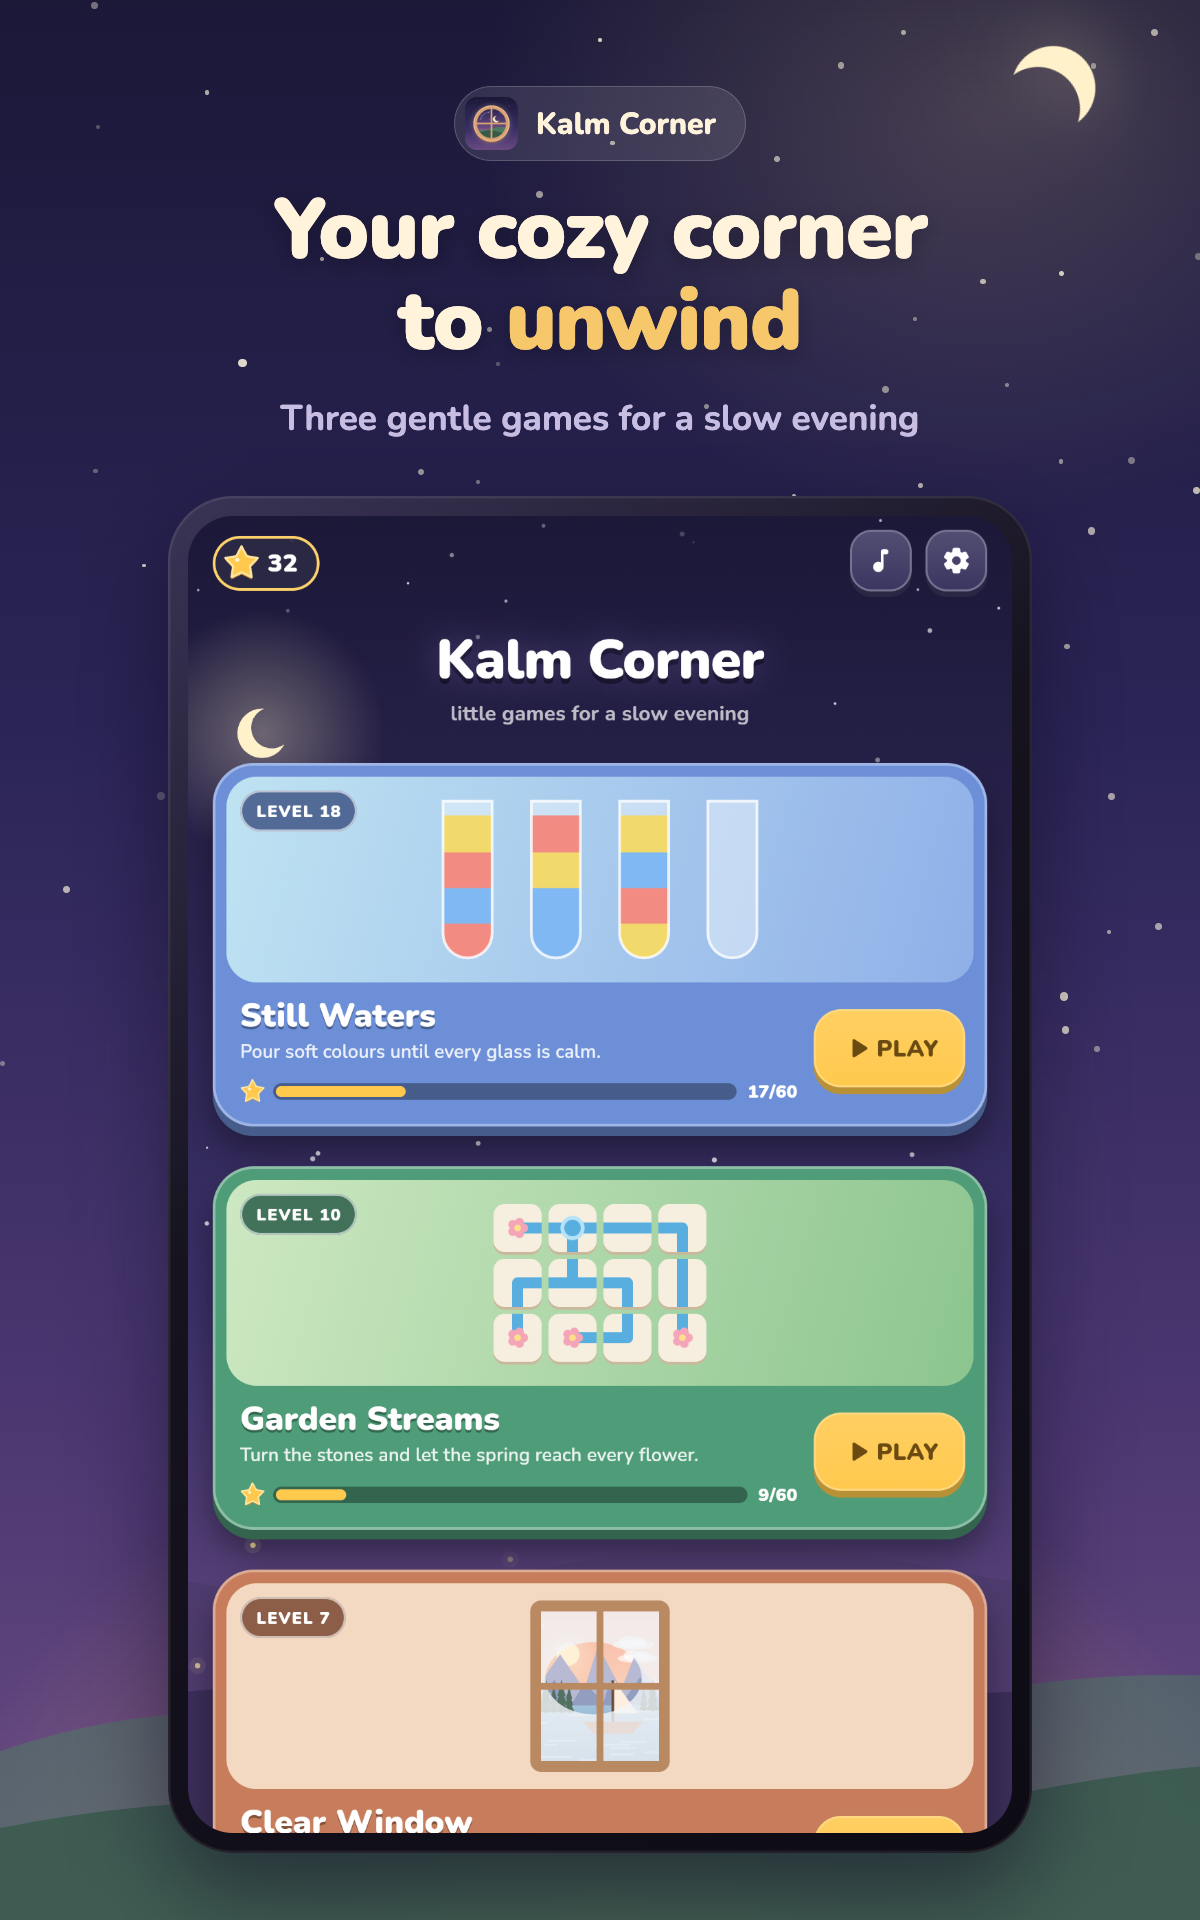 Kalm Corner
Your cozy corner
to unwind
Three gentle games for a slow evening
32
Kalm Corner
little games for a slow evening
LEVEL 18
Still Waters
Pour soft colours until every glass is calm.
17/60
PLAY
LEVEL 10
Garden Streams
Turn the stones and let the spring reach every flower.
9/60
PLAY
LEVEL 7
Clear Window